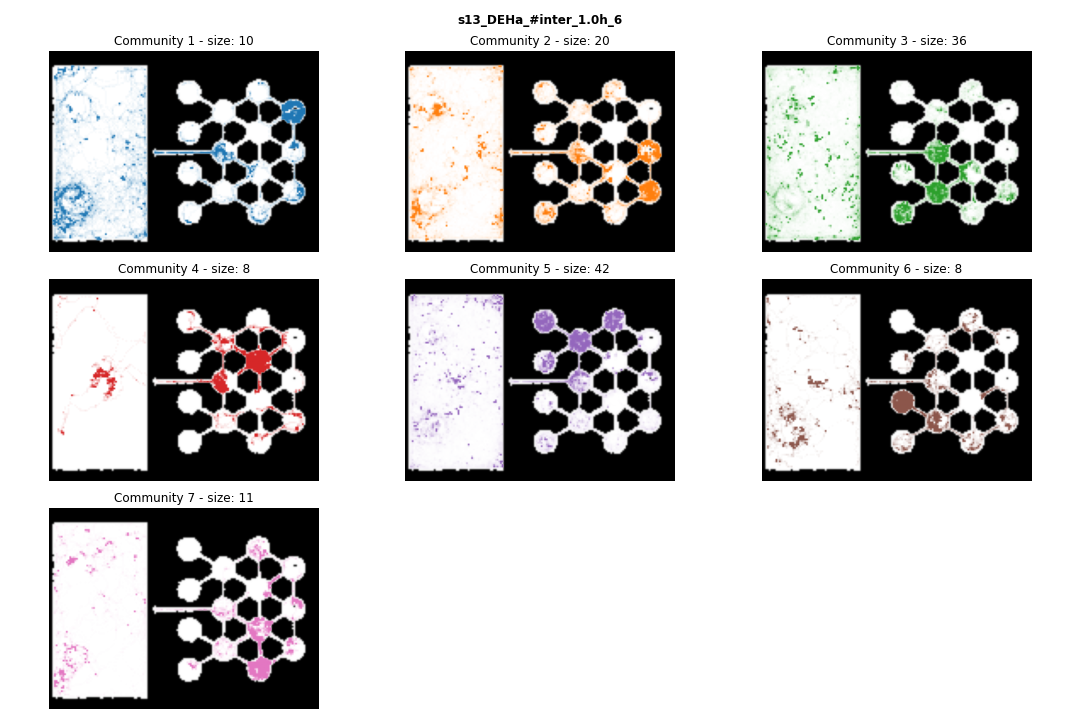 s13_DEHa_#inter_1.0h_6
Community 1 - size: 10
Community 2 - size: 20
Community 3 - size: 36
Community 4 - size: 8
Community 5 - size: 42
Community 6 - size: 8
Community 7 - size: 11